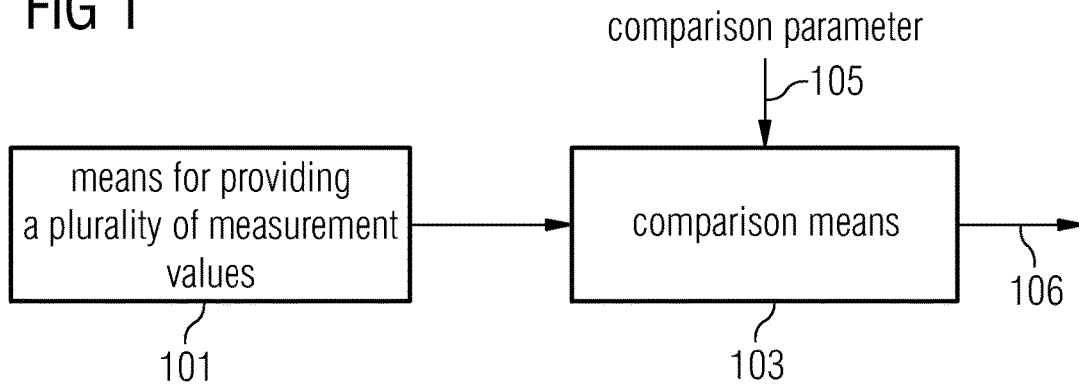 FIG 1
comparison parameter
105
means for providing
a plurality of measurement
values
comparison means
106
101
103